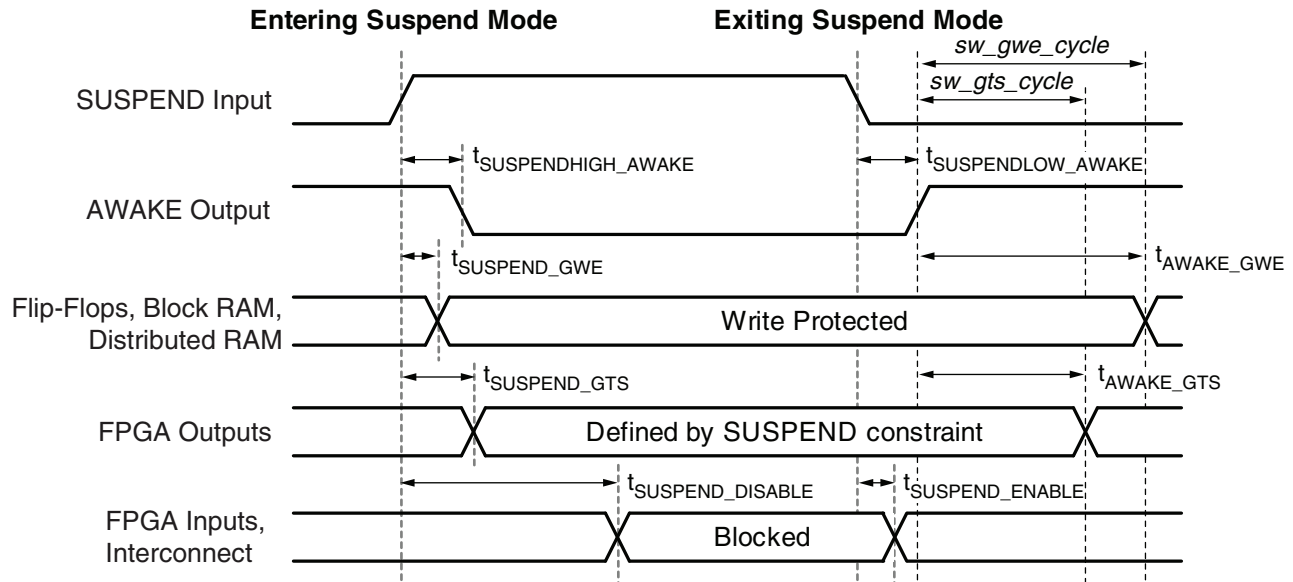 Entering Suspend Mode
Exiting Suspend Mode
sw_gwe_cycle
sw_gts_cycle
SUSPEND Input
tSUSPENDHIGH_AWAKE
tSUSPENDLOW_AWAKE
AWAKE Output
tSUSPEND_GWE
tAWAKE_GWE
Flip-Flops, Block RAM,
Distributed RAM
Write Protected
tSUSPEND_GTS
tAWAKE_GTS
FPGA Outputs
Defined by SUSPEND constraint
tSUSPEND_DISABLE
tSUSPEND_ENABLE
FPGA Inputs,
Interconnect
Blocked